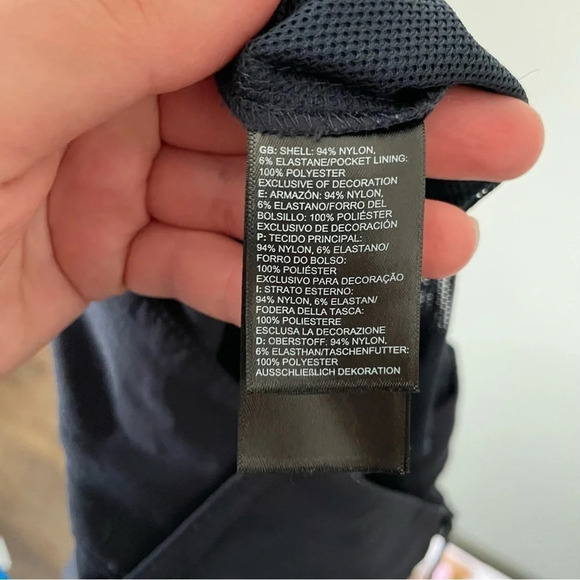 GB: SHELL: 94% NYLON,
6% ELASTANE/POCKET LINING:
100% POLYESTER
EXCLUSIVE OF DECORATION
E: ARMAZÓN: 94% NYLON,
6% ELASTANO/FORRO DEL
BOLSILLO: 100% POLIÉSTER
EXCLUSIVO DE DECORACIÓN
P: TECIDO PRINCIPAL:
94% NYLON, 6% ELASTANO/
FORRO DO BOLSO:
100% POLIÉSTER
EXCLUSIVO PARA DECORAÇÃO
I: STRATO ESTERNO:
94% NYLON, 6% ELASTAN/
FODERA DELLA TASCA:
100% POLIESTERE
ESCLUSA LA DECORAZIONE
D: OBERSTOFF: 94% NYLON,
6% ELASTHAN/TASCHENFUTTER:
100% POLYESTER
AUSSCHLIEßLICH DEKORATION